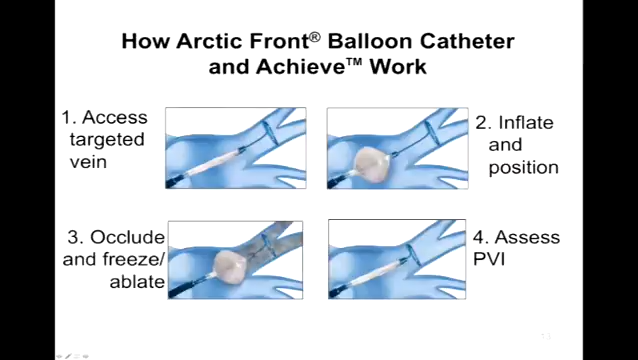 How Arctic Front® Balloon Catheter
and Achieve™ Work
1. Access
targeted
vein
2. Inflate
and
position
3. Occlude
and freeze/
ablate
4. Assess
PVI